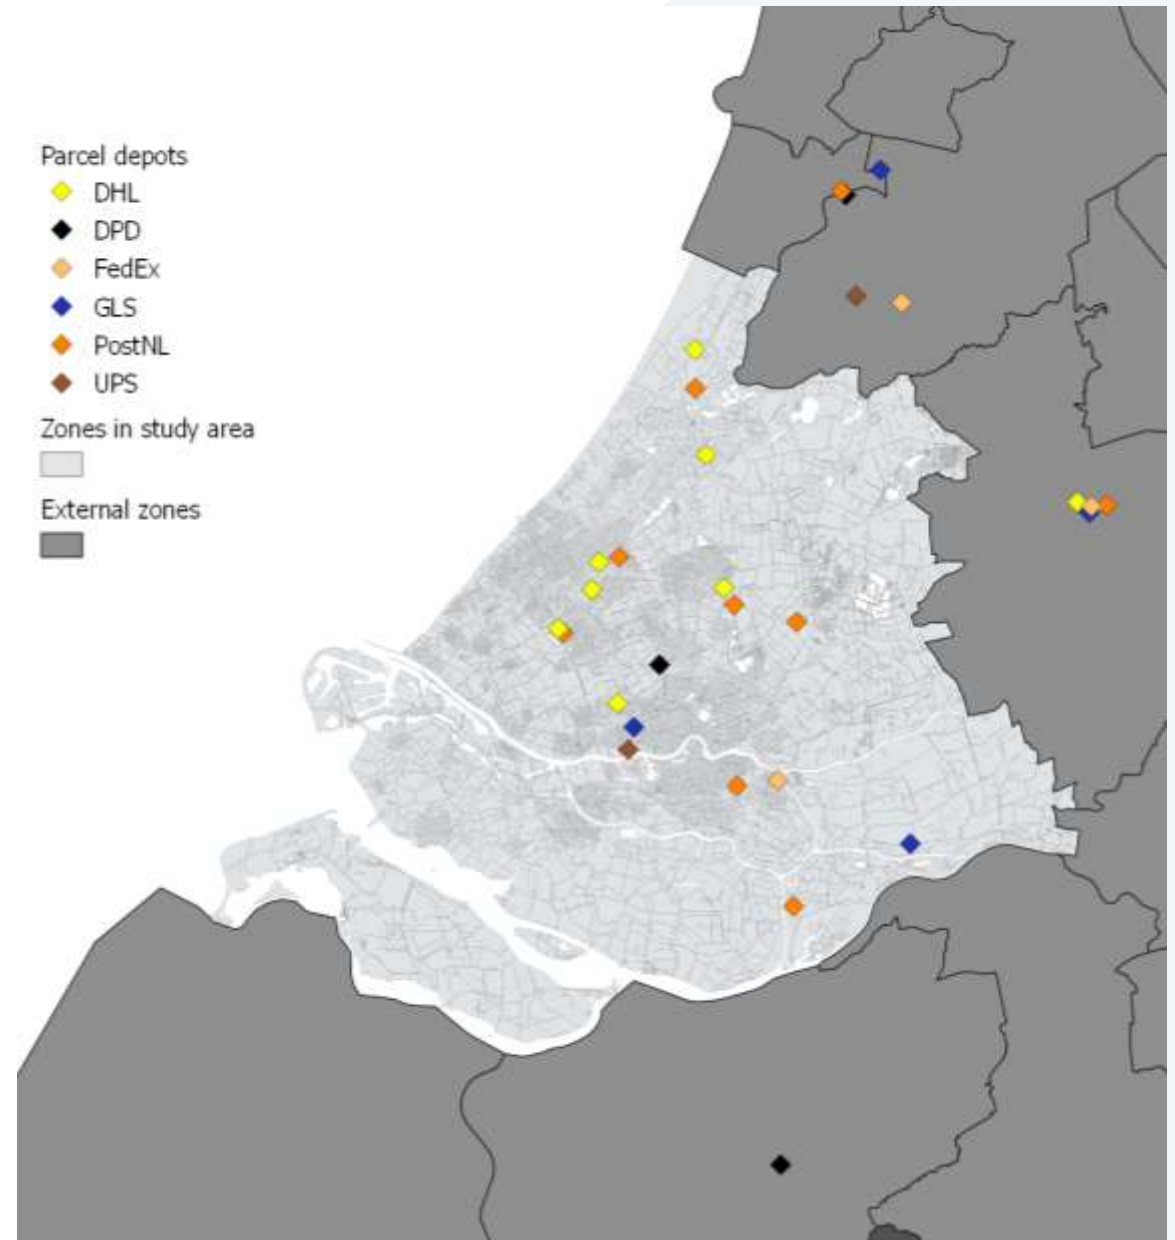 Parcel depots
DHL
DPD
FedEx
GLS
PostNL
UPS
Zones in study area
External zones